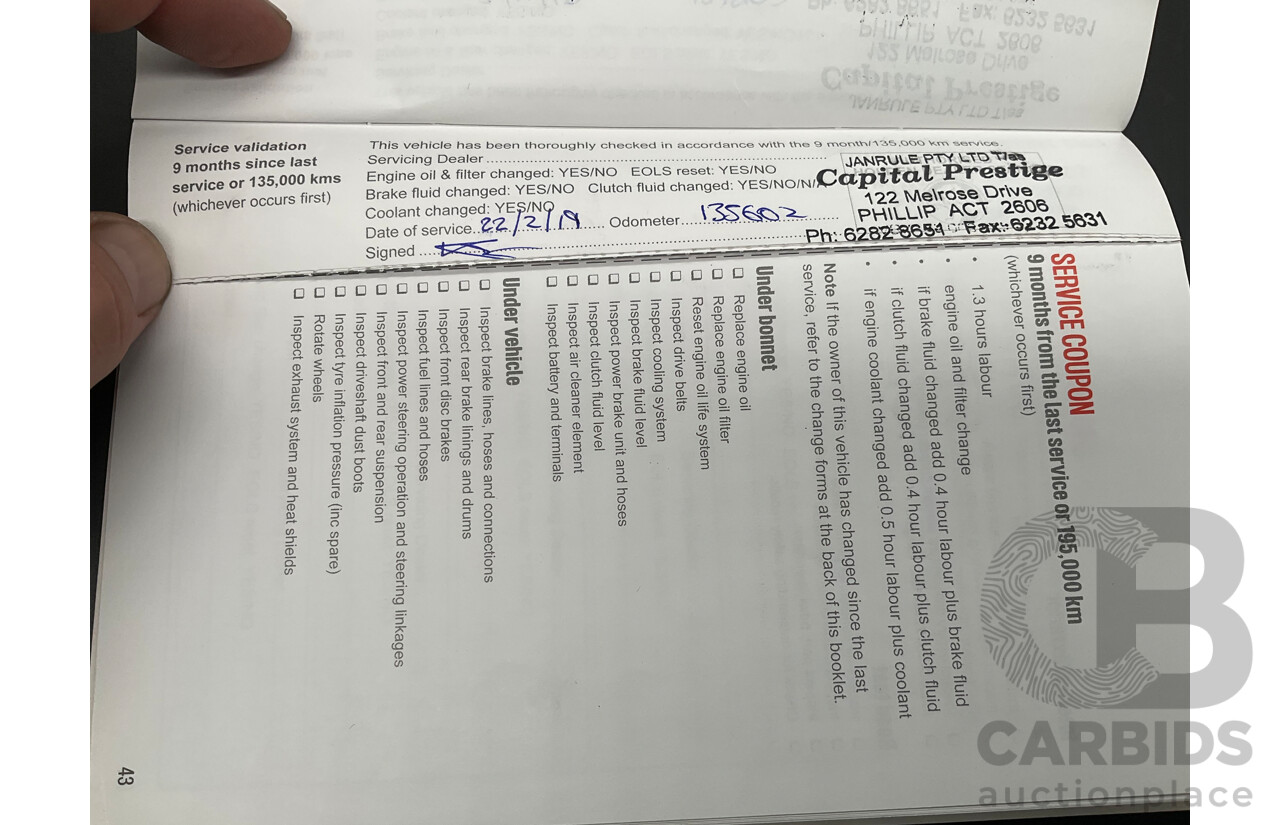 Service validation
9 months since last
service or 135,000 kms
(whichever occurs first)
This vehicle has been thoroughly checked in accordance with the 9 month/135,000 km service.
Servicing Dealer
Engine oil & filter changed: YES/NO EOLS reset: YES/NO
Brake fluid changed: YES/NO Clutch fluid changed: YES/NO/N/A
Coolant changed: YES/NO
Date of service 22/2/19 Odometer 135602
Signed
JANRULE PTY LTD T/as
Capital Prestige
122 Melrose Drive
PHILLIP ACT 2606
Ph: 6282 8651 Fax: 6232 5631
SERVICE COUPON
9 months from the last service or 195,000 km
(whichever occurs first)
• 1.3 hours labour
• engine oil and filter change
• if brake fluid changed add 0.4 hour labour plus brake fluid
• if clutch fluid changed add 0.4 hour labour plus clutch fluid
• if engine coolant changed add 0.5 hour labour plus coolant
Note If the owner of this vehicle has changed since the last
service, refer to the change forms at the back of this booklet.
Under bonnet
❏ Replace engine oil
❏ Replace engine oil filter
❏ Reset engine oil life system
❏ Inspect drive belts
❏ Inspect cooling system
❏ Inspect brake fluid level
❏ Inspect power brake unit and hoses
❏ Inspect clutch fluid level
❏ Inspect air cleaner element
❏ Inspect battery and terminals
Under vehicle
❏ Inspect brake lines, hoses and connections
❏ Inspect rear brake linings and drums
❏ Inspect front disc brakes
❏ Inspect fuel lines and hoses
❏ Inspect power steering operation and steering linkages
❏ Inspect front and rear suspension
❏ Inspect driveshaft dust boots
❏ Inspect tyre inflation pressure (inc spare)
❏ Rotate wheels
❏ Inspect exhaust system and heat shields
43
CARBIDS
auctionplace